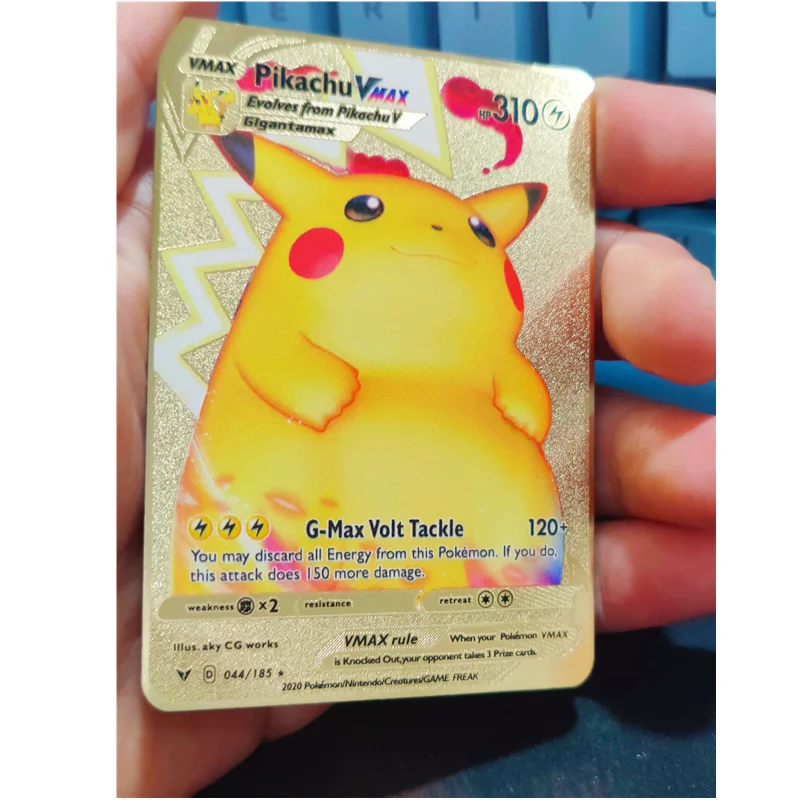 VMAX
Pikachu VMAX
HP 310
Evolves from Pikachu V
Gigantamax
G-Max Volt Tackle 120+
You may discard all Energy from this Pokémon. If you do,
this attack does 150 more damage.
weakness x2 resistance retreat
Illus. aky CG works
VMAX rule When your Pokémon VMAX
is Knocked Out,your opponent takes 3 Prize cards.
D 044/185 ★
2020 Pokémon/Nintendo/Creatures/GAME FREAK